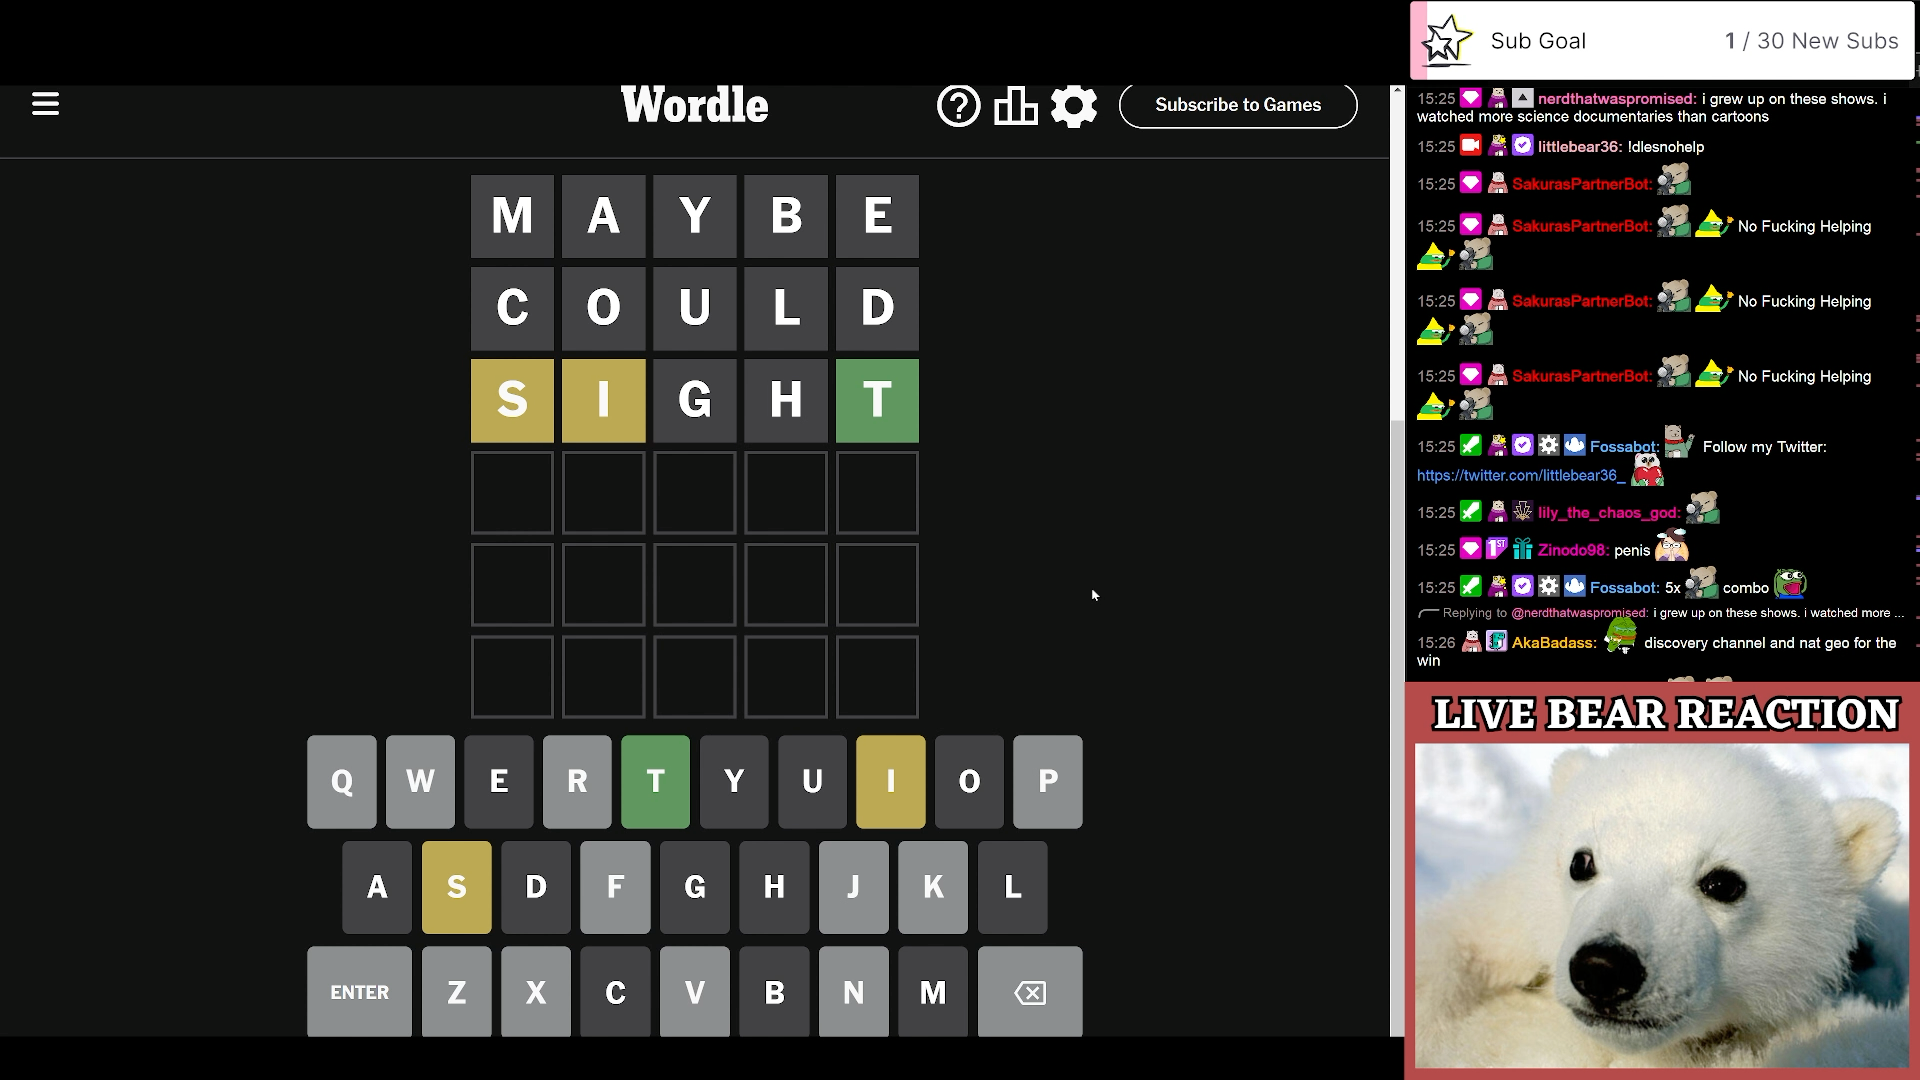 Wordle
Subscribe to Games
M A Y B E
C O U L D
S I G H T
Q W E R T Y U I O P
A S D F G H J K L
ENTER Z X C V B N M
Sub Goal 1 / 30 New Subs
15:25 nerdthatwaspromised: i grew up on these shows. i
watched more science documentaries than cartoons
15:25 littlebear36: !dlesnohelp
15:25 SakurasPartnerBot:
15:25 SakurasPartnerBot: No Fucking Helping
15:25 SakurasPartnerBot: No Fucking Helping
15:25 SakurasPartnerBot: No Fucking Helping
15:25 Fossabot: Follow my Twitter:
https://twitter.com/littlebear36_
15:25 lily_the_chaos_god:
15:25 1ST Zinodo98: penis
15:25 Fossabot: 5x combo
Replying to @nerdthatwaspromised: i grew up on these shows. i watched more ...
15:26 AkaBadass: discovery channel and nat geo for the
win
LIVE BEAR REACTION